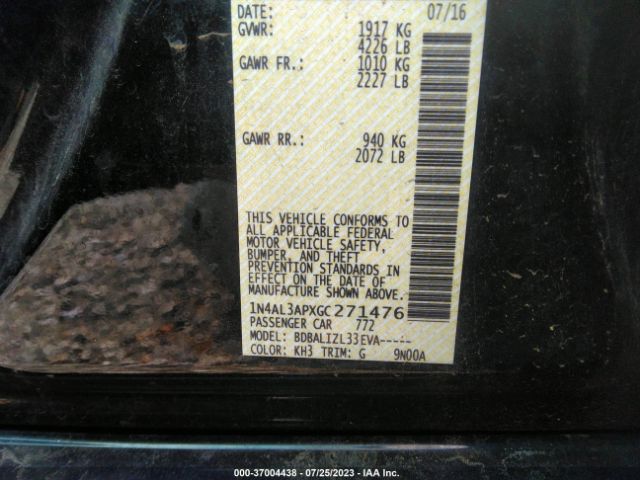 DATE: 07/16
GVWR: 1917 KG
4226 LB
GAWR FR.: 1010 KG
2227 LB
GAWR RR.: 940 KG
2072 LB
THIS VEHICLE CONFORMS TO
ALL APPLICABLE FEDERAL
MOTOR VEHICLE SAFETY,
BUMPER, AND THEFT
PREVENTION STANDARDS IN
EFFECT ON THE DATE OF
MANUFACTURE SHOWN ABOVE.
1N4AL3APXGC271476
PASSENGER CAR 772
MODEL: BDBALIZL33EVA-----
COLOR: KH3 TRIM: G 9N00A
000-37004438 - 07/25/2023 - IAA Inc.